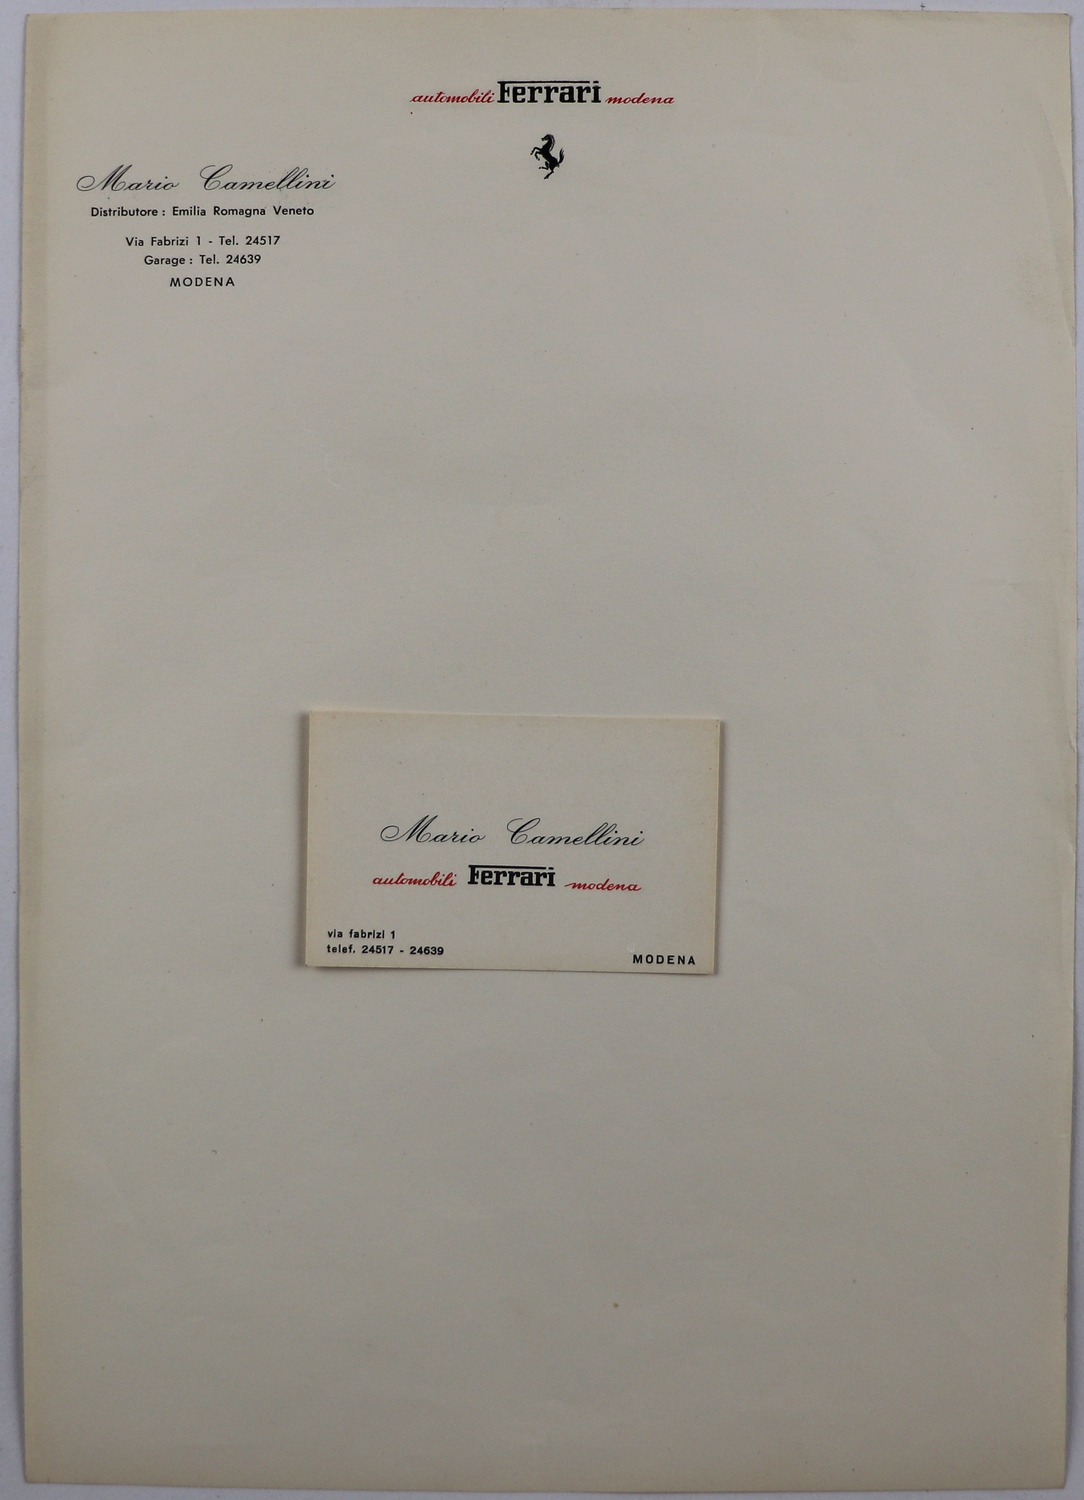 automobili Ferrari modena
Mario Camellini
Distributore : Emilia Romagna Veneto
Via Fabrizi 1 - Tel. 24517
Garage : Tel. 24639
MODENA
Mario Camellini
automobili Ferrari modena
via fabrizi 1
telef. 24517 - 24639
MODENA